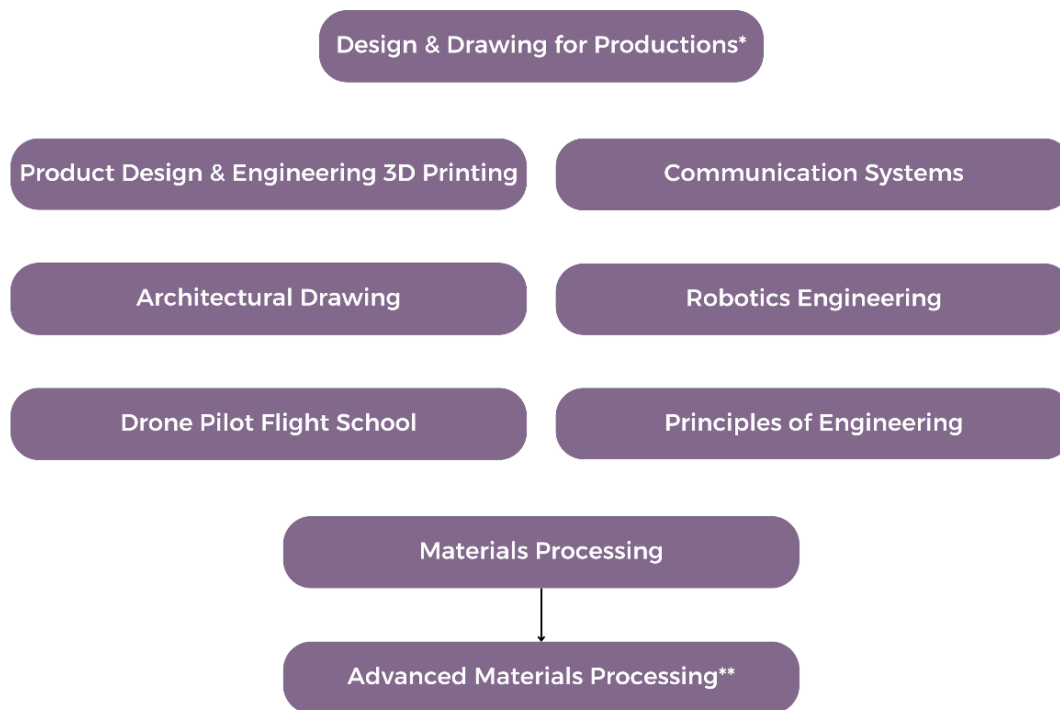 Design & Drawing for Productions*
Product Design & Engineering 3D Printing
Communication Systems
Architectural Drawing
Robotics Engineering
Drone Pilot Flight School
Principles of Engineering
Materials Processing
Advanced Materials Processing**